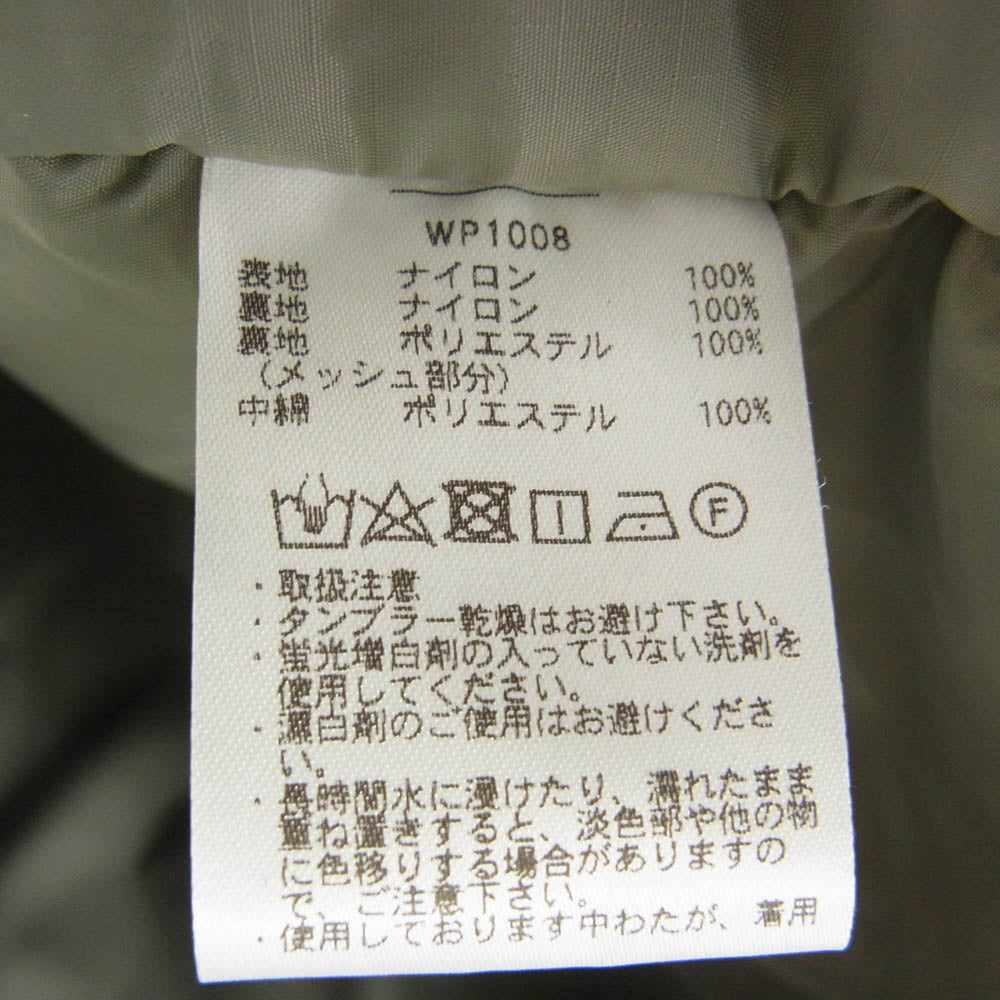 WP1008
表地 ナイロン 100%
裏地 ナイロン 100%
裏地 ポリエステル 100%
(メッシュ部分)
中綿 ポリエステル 100%
F
・取扱注意
・タンブラー乾燥はお避け下さい。
・蛍光増白剤の入っていない洗剤を
使用してください。
・漂白剤のご使用はお避けくださ
い。
・長時間水に浸けたり、濡れたまま
重ね置きすると、淡色部や他の物
に色移りする場合がありますの
で、ご注意下さい。
・使用しております中わたが、着用